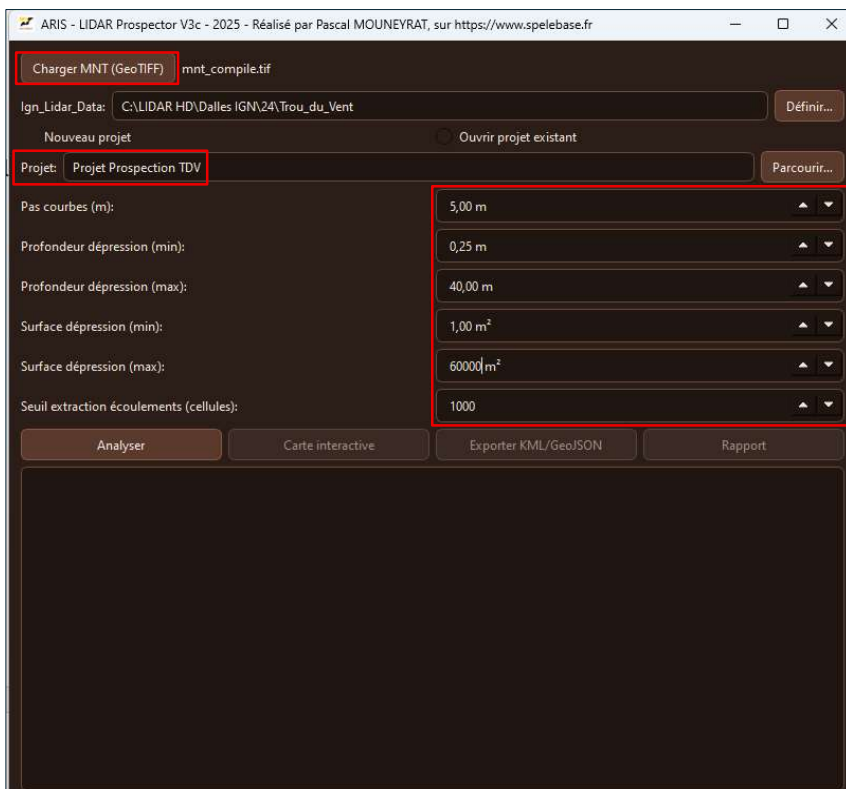 ARIS - LIDAR Prospector V3c - 2025 - Réalisé par Pascal MOUNEYRAT, sur https://www.spelebase.fr
Charger MNT (GeoTIFF) mnt_compile.tif
Ign_Lidar_Data: C:\LIDAR HD\Dalles IGN\24\Trou_du_Vent Définir...
Nouveau projet Ouvrir projet existant
Projet: Projet Prospection TDV Parcourir...
Pas courbes (m): 5,00 m
Profondeur dépression (min): 0,25 m
Profondeur dépression (max): 40,00 m
Surface dépression (min): 1,00 m²
Surface dépression (max): 60000 m²
Seuil extraction écoulements (cellules): 1000
Analyser Carte interactive Exporter KML/GeoJSON Rapport